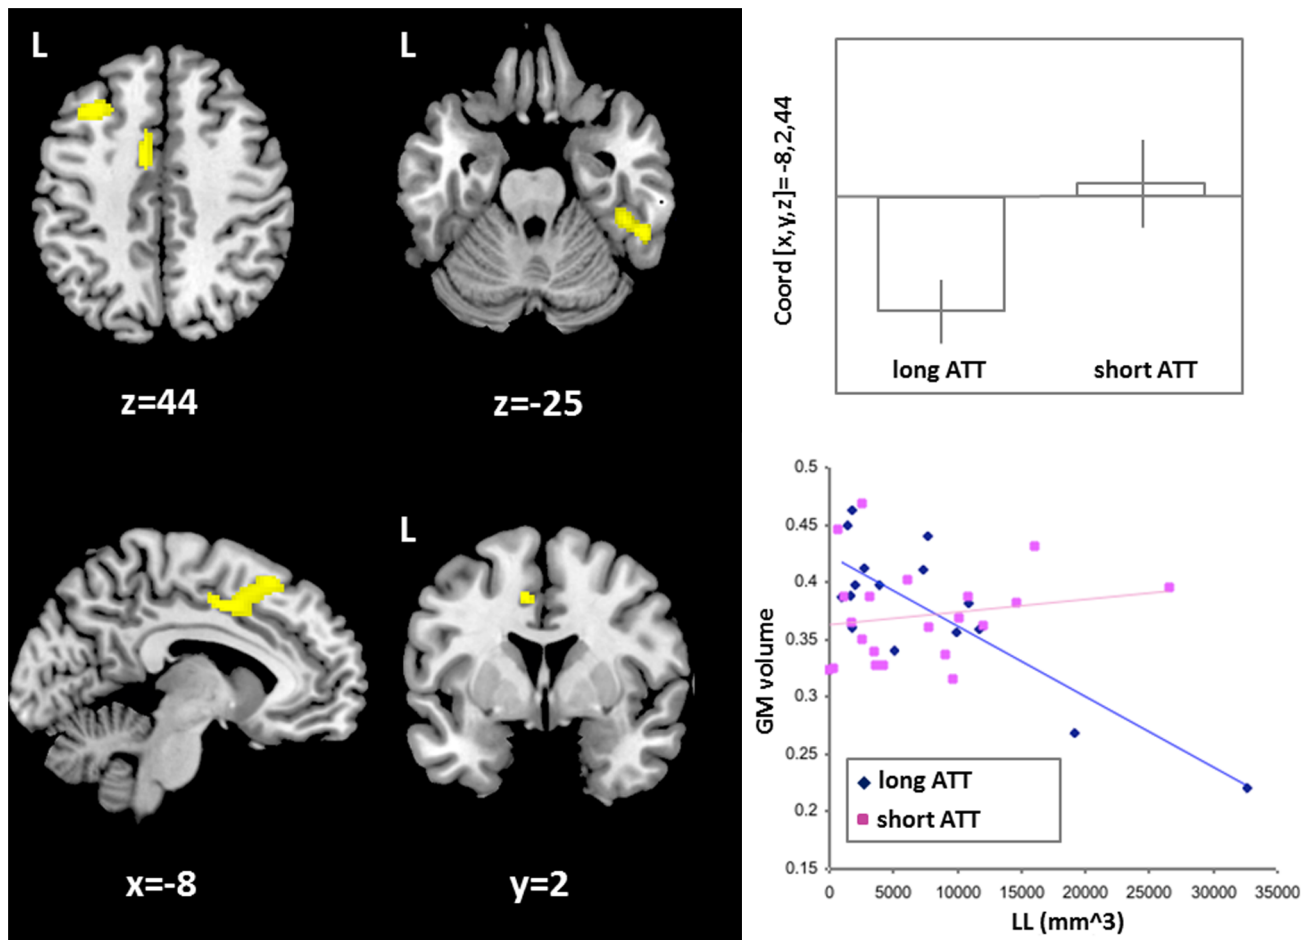 L
L
z=44
z=-25
L
x=-8
y=2
Coord [x,y,z]= -8,2,44
long ATT
short ATT
0.5
0.45
0.4
0.35
0.3
0.25
0.2
0.15
GM volume
long ATT
short ATT
0 5000 10000 15000 20000 25000 30000 35000
LL (mm^3)